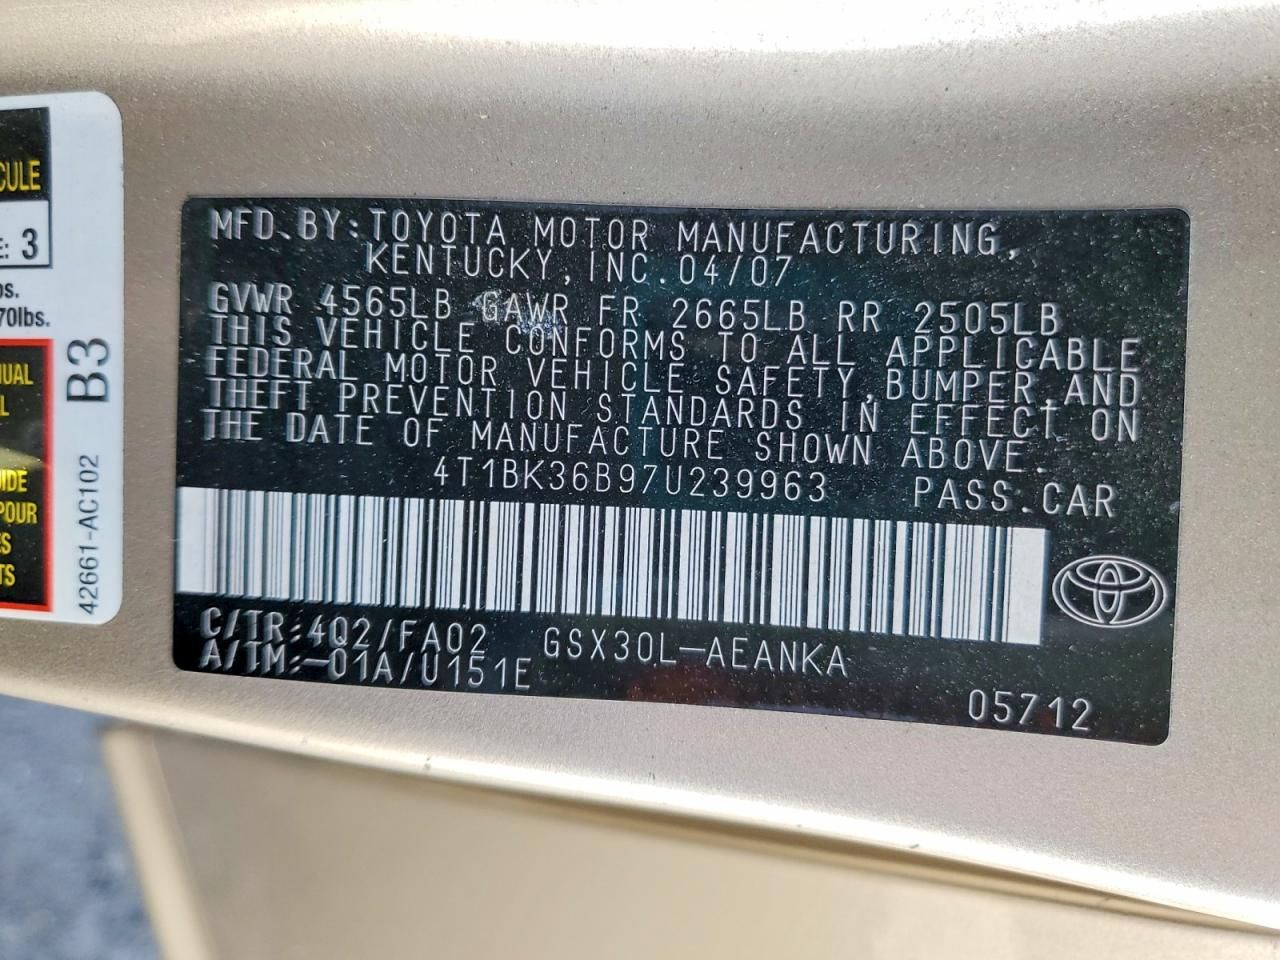 CULE
E: 3
70lbs.
B3
42661-AC102
MFD.BY:TOYOTA MOTOR MANUFACTURING,
KENTUCKY, INC. 04/07
GVWR 4565LB GAWR FR 2665LB RR 2505LB
THIS VEHICLE CONFORMS TO ALL APPLICABLE
FEDERAL MOTOR VEHICLE SAFETY,BUMPER,AND
THEFT PREVENTION STANDARDS IN EFFECT ON
THE DATE OF MANUFACTURE SHOWN ABOVE.
4T1BK36B97U239963 PASS.CAR
C/TR:4Q2/FA02 GSX30L-AEANKA
A/TM:-01A/U151E
05712
POUR